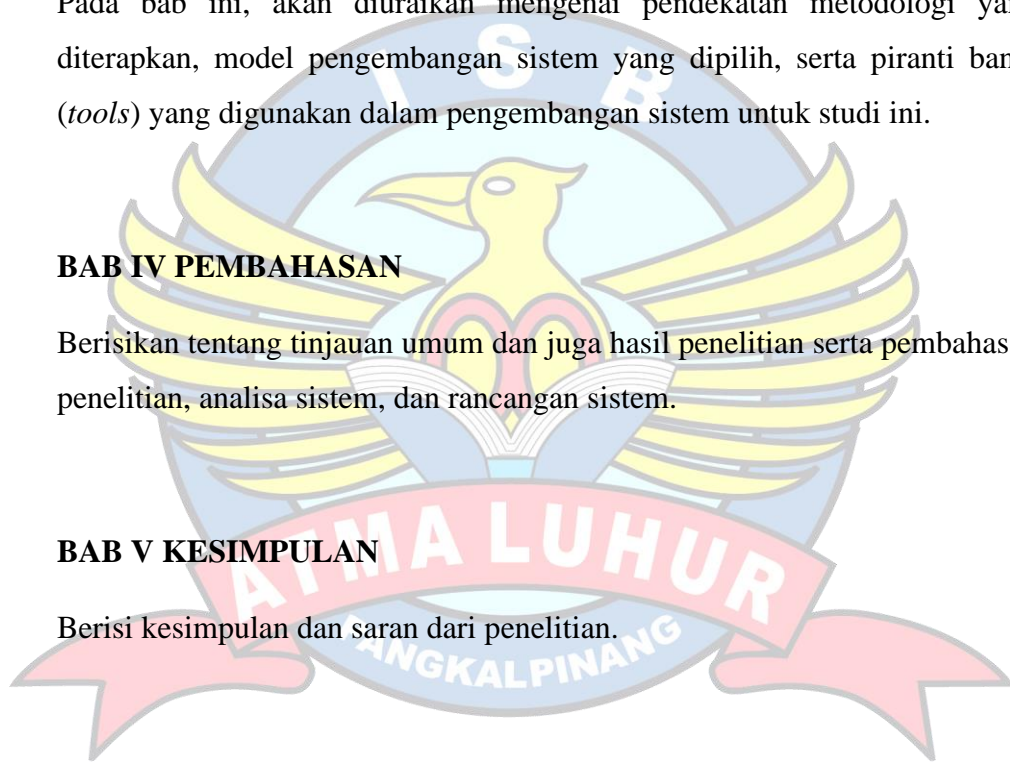 Pada bab ini, akan diuraikan mengenai pendekatan metodologi
diterapkan, model pengembangan sistem yang dipilih, serta piranti
(tools) yang digunakan dalam pengembangan sistem untuk studi ini.
BAB IV PEMBAHASAN
Berisikan tentang tinjauan umum dan juga hasil penelitian serta
penelitian, analisa sistem, dan rancangan sistem.
BAB V KESIMPULAN
Berisi kesimpulan dan saran dari penelitian.
I S B
ATMA LUHUR
PANGKALPINANG